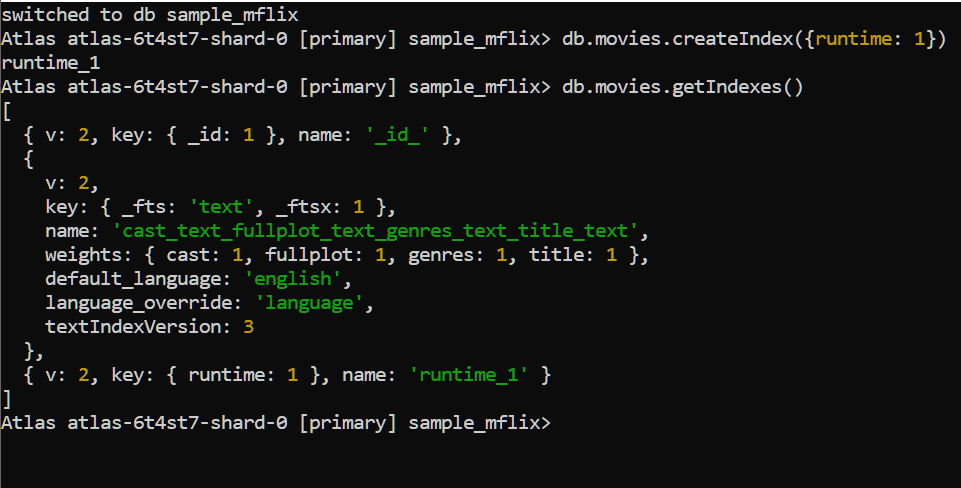 switched to db sample_mflix
Atlas atlas-6t4st7-shard-0 [primary] sample_mflix> db.movies.createIndex({runtime: 1})
runtime_1
Atlas atlas-6t4st7-shard-0 [primary] sample_mflix> db.movies.getIndexes()
[
  { v: 2, key: { _id: 1 }, name: '_id_' },
  {
    v: 2,
    key: { _fts: 'text', _ftsx: 1 },
    name: 'cast_text_fullplot_text_genres_text_title_text',
    weights: { cast: 1, fullplot: 1, genres: 1, title: 1 },
    default_language: 'english',
    language_override: 'language',
    textIndexVersion: 3
  },
  { v: 2, key: { runtime: 1 }, name: 'runtime_1' }
]
Atlas atlas-6t4st7-shard-0 [primary] sample_mflix>